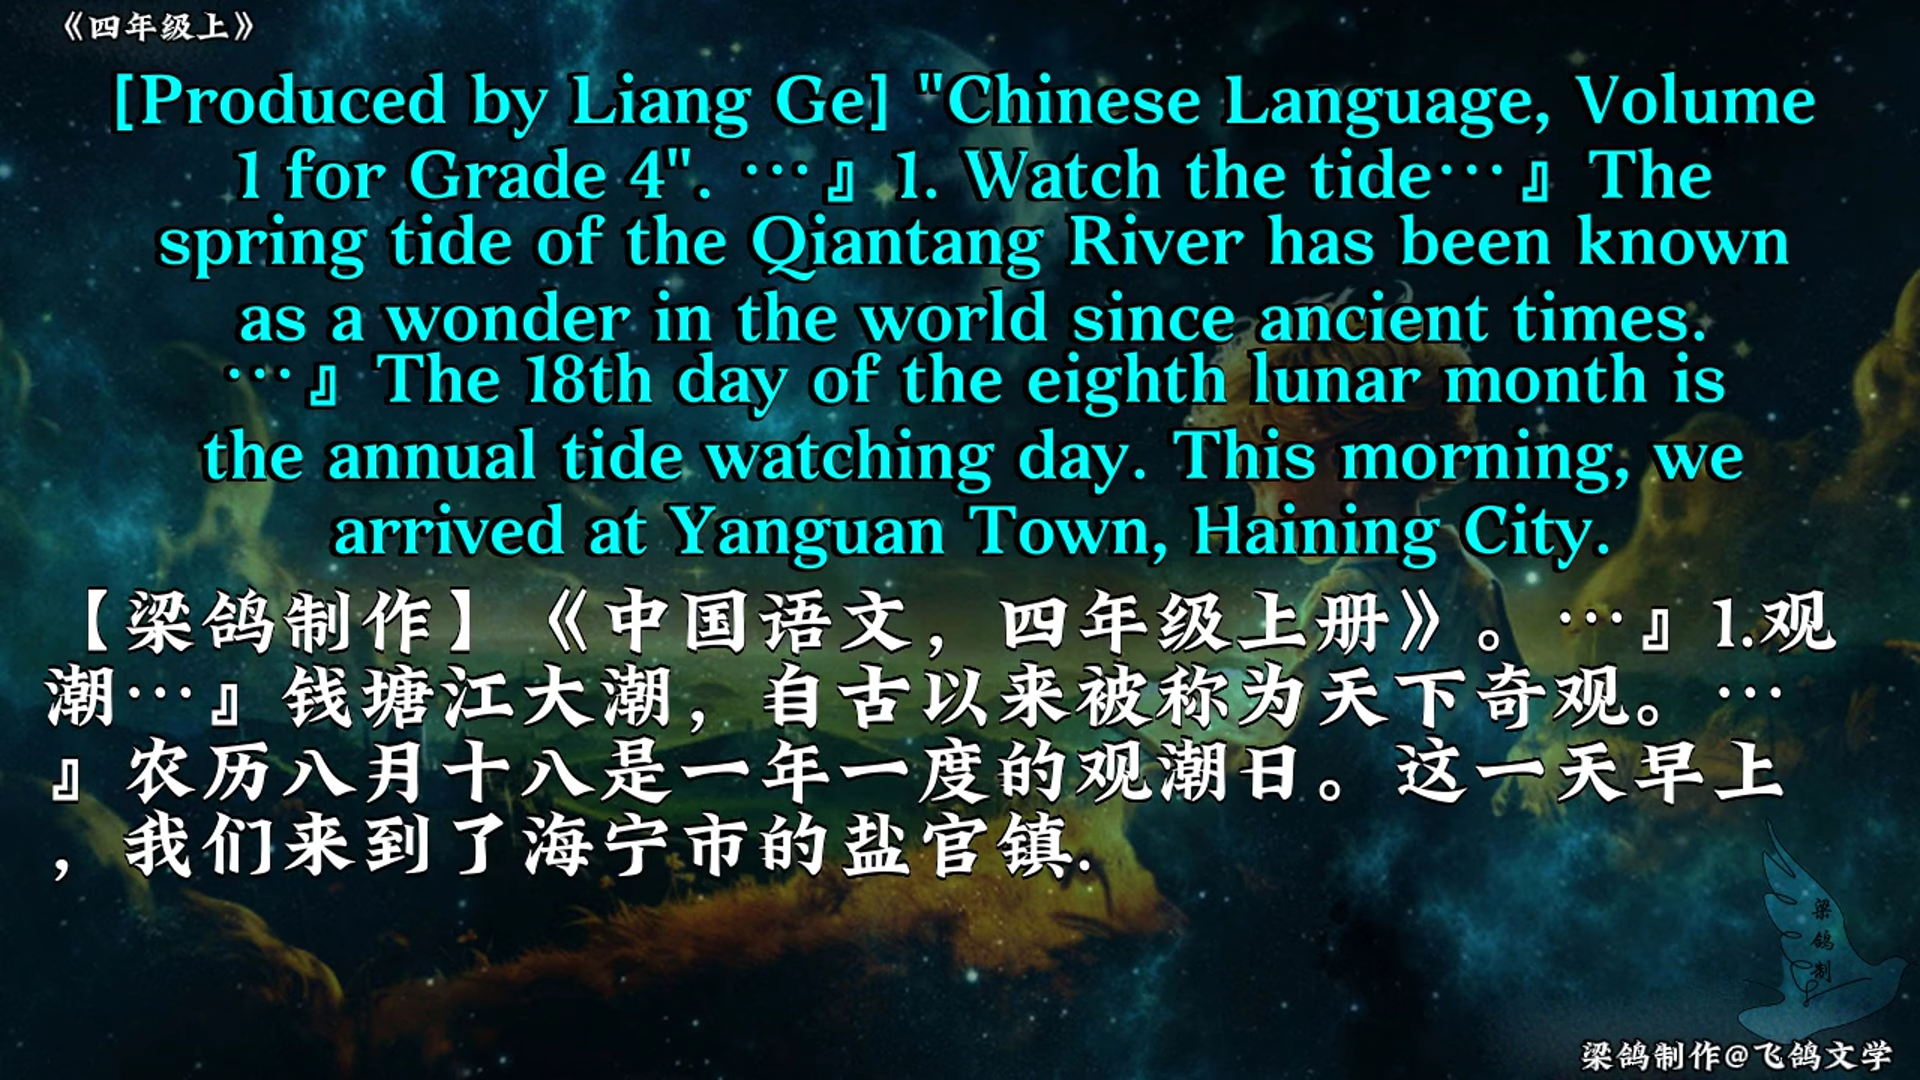 《四年级上》
[Produced by Liang Ge] "Chinese Language, Volume
1 for Grade 4". …』 1. Watch the tide…』 The
spring tide of the Qiantang River has been known
as a wonder in the world since ancient times.
…』 The 18th day of the eighth lunar month is
the annual tide watching day. This morning, we
arrived at Yanguan Town, Haining City.
【梁鸽制作】《中国语文，四年级上册》。…』1.观
潮…』钱塘江大潮，自古以来被称为天下奇观。…
』农历八月十八是一年一度的观潮日。这一天早上
，我们来到了海宁市的盐官镇.
梁
鸽
制
梁鸽制作@飞鸽文学